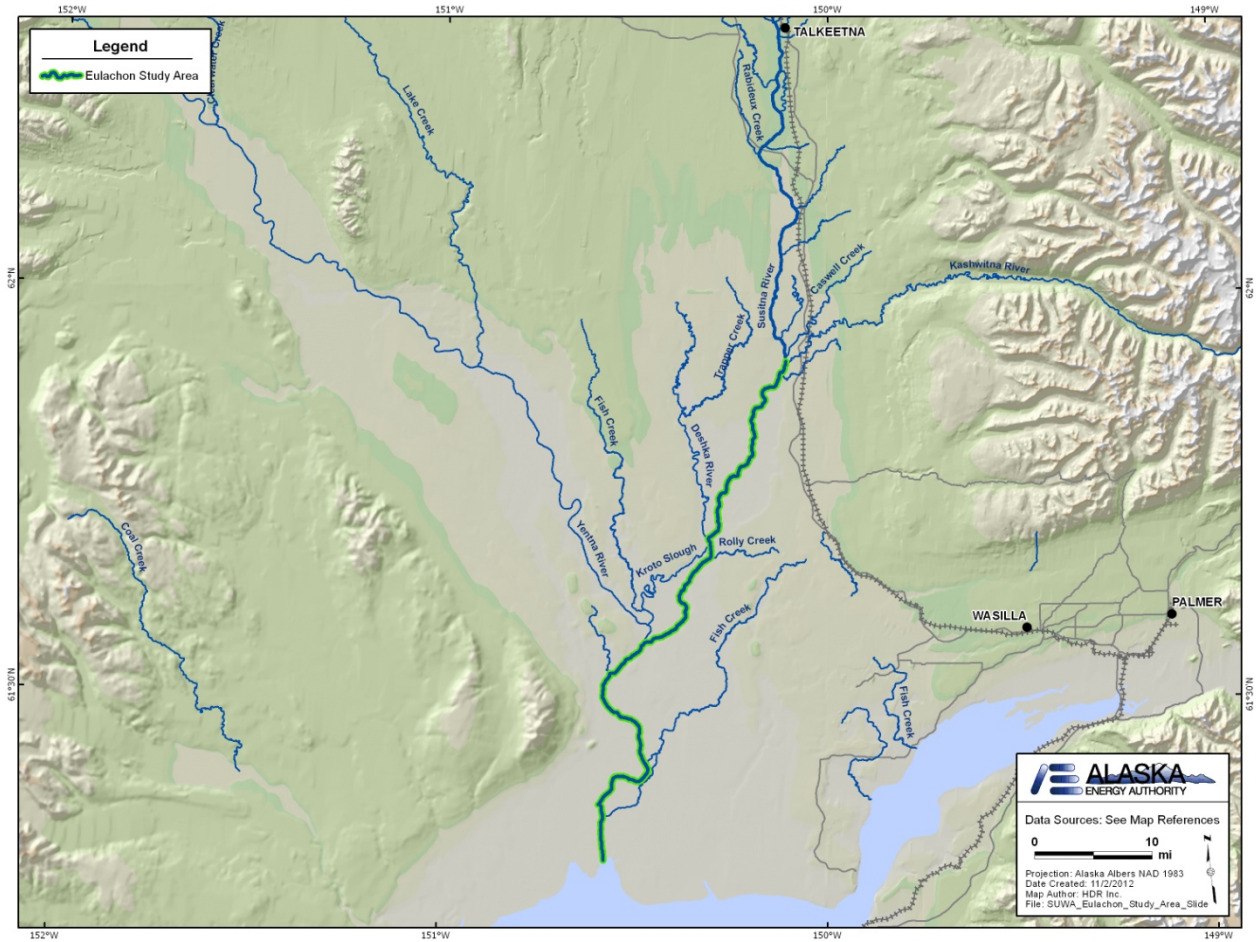 152°W
151°W
150°W
149°W
Legend
Eulachon Study Area
Clearwater Creek
Lake Creek
TALKEETNA
Rabideux Creek
62°N
62°N
Susitna River
Caswell Creek
Kashwitna River
Trapper Creek
Fish Creek
Deshka River
Coal Creek
Yentna River
Kroto Slough
Rolly Creek
Fish Creek
WASILLA
PALMER
61°30'N
61°30'N
Fish Creek
ALASKA
ENERGY AUTHORITY
Data Sources: See Map References
0 10
mi
N
Projection: Alaska Albers NAD 1983
Date Created: 11/2/2012
Map Author: HDR Inc.
File: SUWA_Eulachon_Study_Area_Slide
152°W
151°W
150°W
149°W